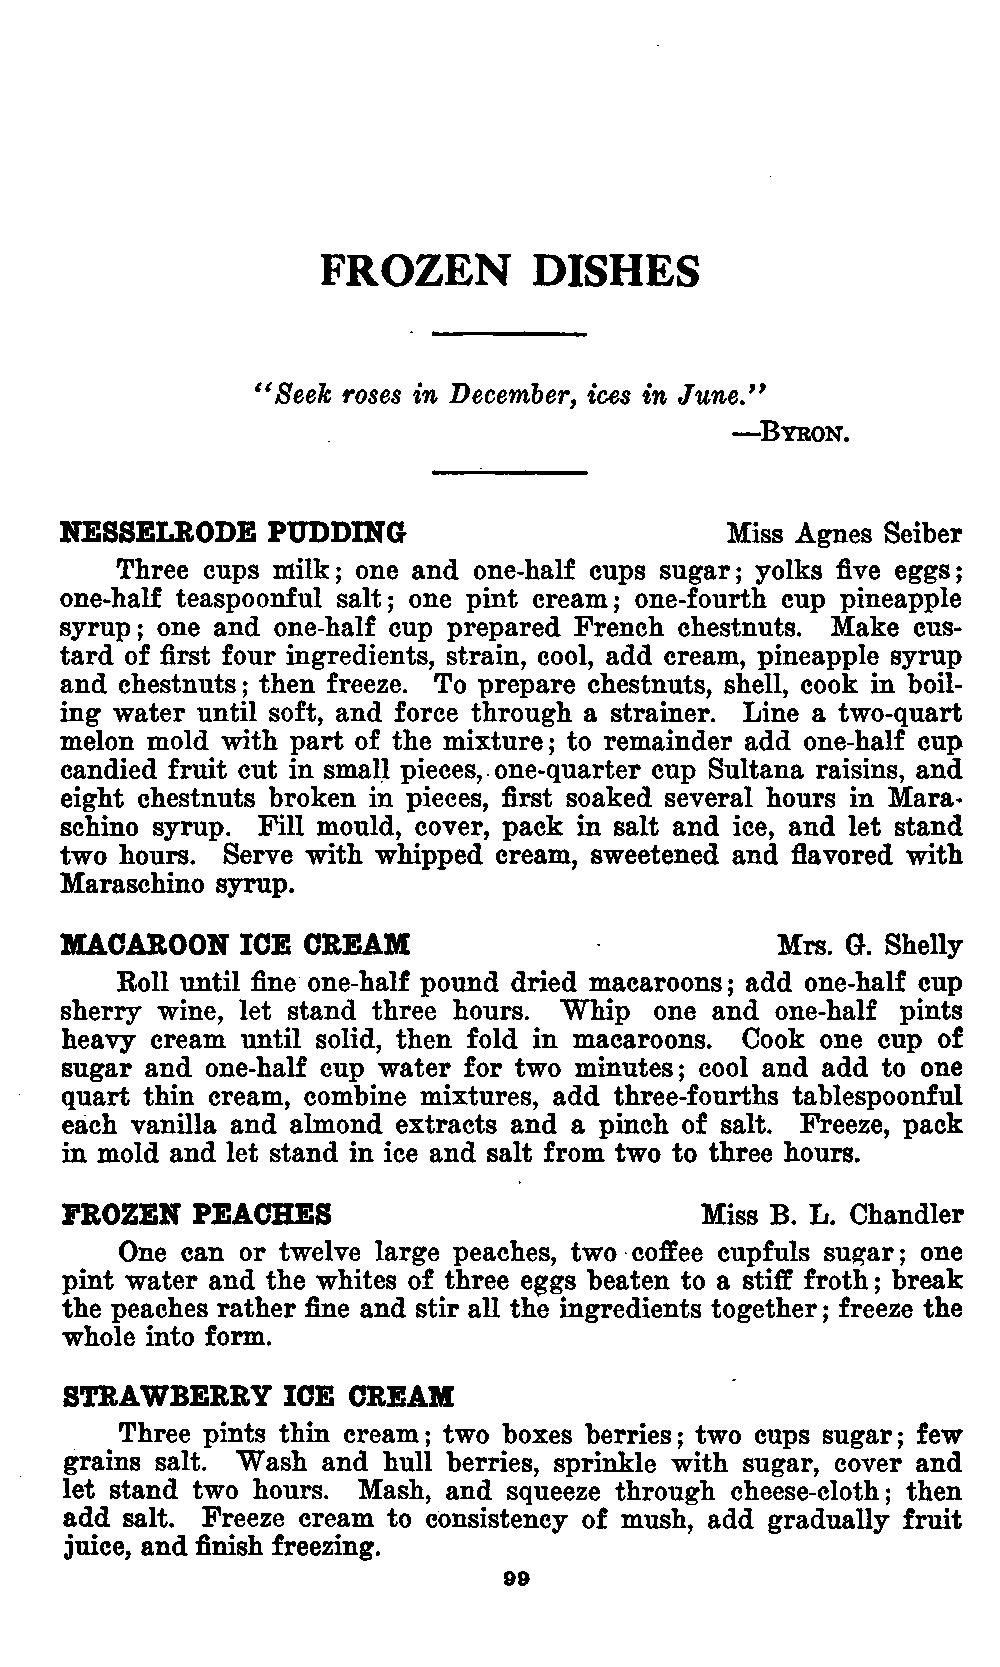 FROZEN DISHES
“Seek roses in December, ices in June.”
—BYRON.
NESSELRODE PUDDING Miss Agnes Seiber
Three cups milk; one and one-half cups sugar; yolks five eggs;
one-half teaspoonful salt; one pint cream; one-fourth cup pineapple
syrup; one and one-half cup prepared French chestnuts. Make cus-
tard of first four ingredients, strain, cool, add cream, pineapple syrup
and chestnuts; then freeze. To prepare chestnuts, shell, cook in boil-
ing water until soft, and force through a strainer. Line a two-quart
melon mold with part of the mixture; to remainder add one-half cup
candied fruit cut in small pieces, one-quarter cup Sultana raisins, and
eight chestnuts broken in pieces, first soaked several hours in Mara-
schino syrup. Fill mould, cover, pack in salt and ice, and let stand
two hours. Serve with whipped cream, sweetened and flavored with
Maraschino syrup.
MACAROON ICE CREAM Mrs. G. Shelly
Roll until fine one-half pound dried macaroons; add one-half cup
sherry wine, let stand three hours. Whip one and one-half pints
heavy cream until solid, then fold in macaroons. Cook one cup of
sugar and one-half cup water for two minutes; cool and add to one
quart thin cream, combine mixtures, add three-fourths tablespoonful
each vanilla and almond extracts and a pinch of salt. Freeze, pack
in mold and let stand in ice and salt from two to three hours.
FROZEN PEACHES Miss B. L. Chandler
One can or twelve large peaches, two coffee cupfuls sugar; one
pint water and the whites of three eggs beaten to a stiff froth; break
the peaches rather fine and stir all the ingredients together; freeze the
whole into form.
STRAWBERRY ICE CREAM
Three pints thin cream; two boxes berries; two cups sugar; few
grains salt. Wash and hull berries, sprinkle with sugar, cover and
let stand two hours. Mash, and squeeze through cheese-cloth; then
add salt. Freeze cream to consistency of mush, add gradually fruit
juice, and finish freezing.
99